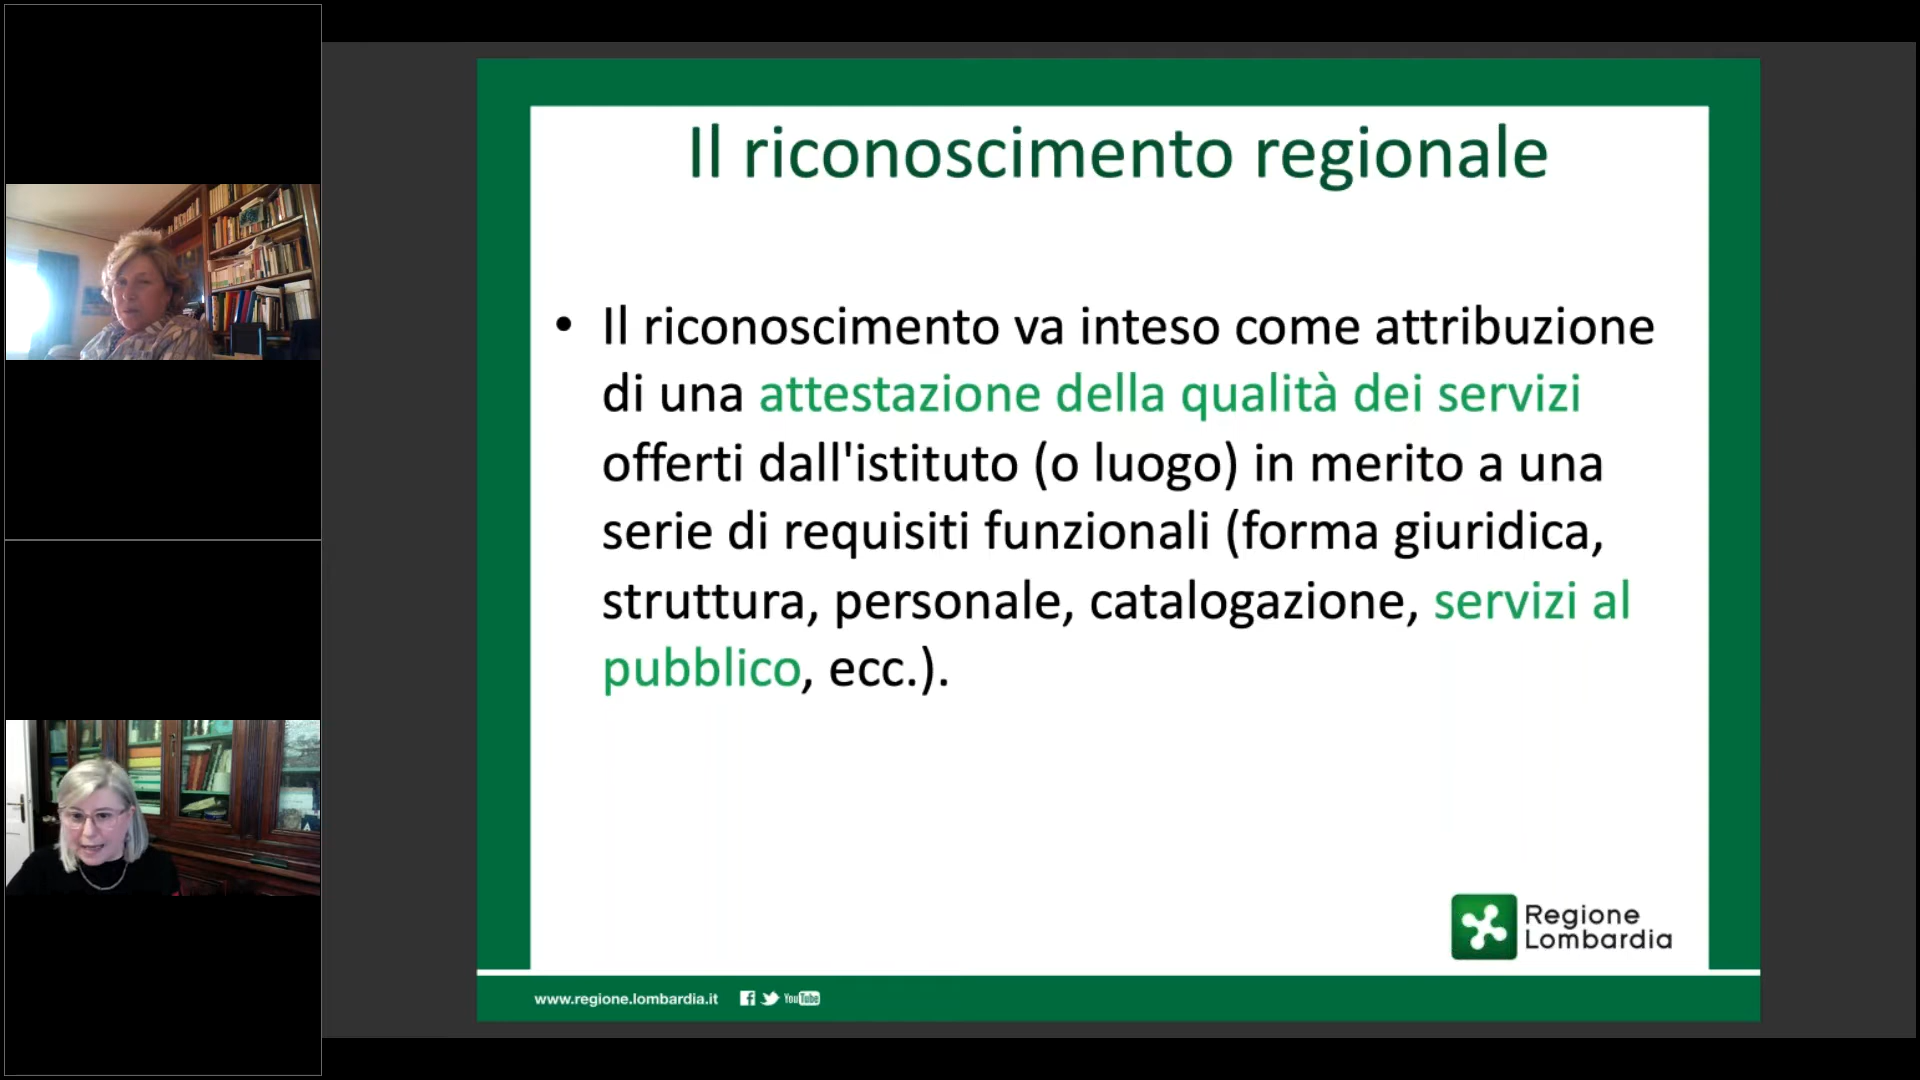 Il riconoscimento regionale
• Il riconoscimento va inteso come attribuzione
di una attestazione della qualità dei servizi
offerti dall'istituto (o luogo) in merito a una
serie di requisiti funzionali (forma giuridica,
struttura, personale, catalogazione, servizi al
pubblico, ecc.).
Regione
Lombardia
www.regione.lombardia.it
YouTube